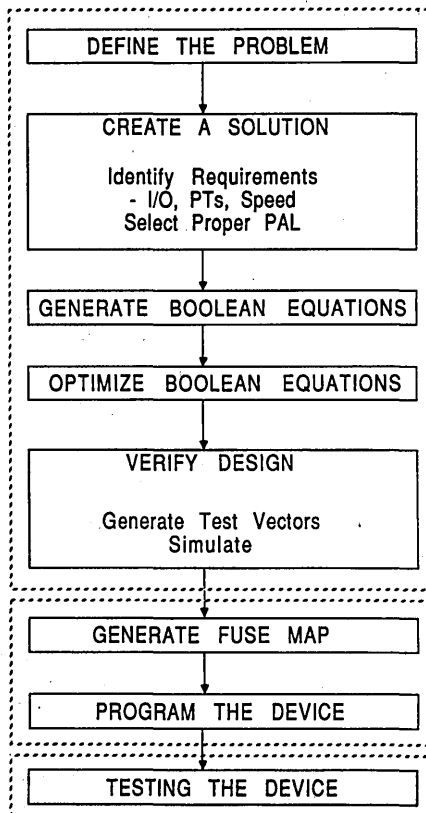 DEFINE THE PROBLEM
CREATE A SOLUTION
Identify Requirements
- I/O, PTs, Speed
Select Proper PAL
GENERATE BOOLEAN EQUATIONS
OPTIMIZE BOOLEAN EQUATIONS
VERIFY DESIGN
Generate Test Vectors
Simulate
GENERATE FUSE MAP
PROGRAM THE DEVICE
TESTING THE DEVICE